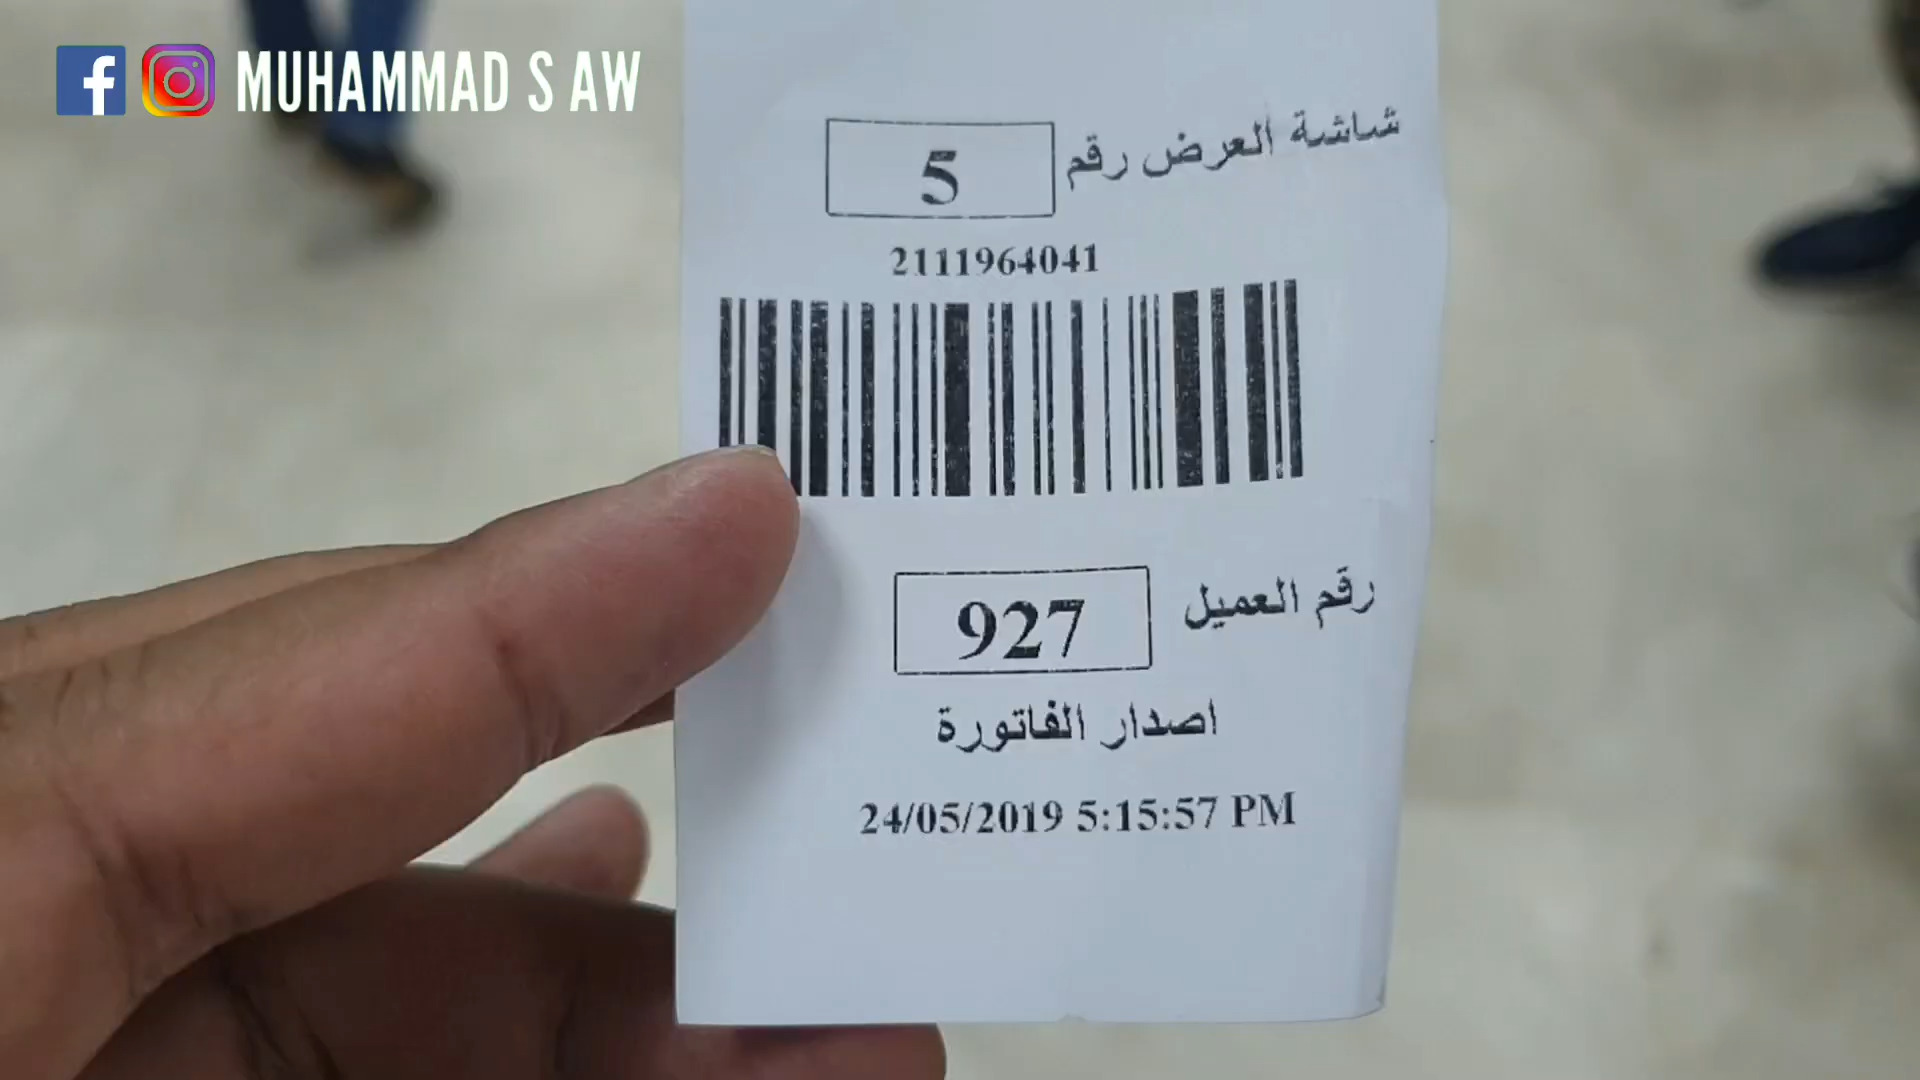 MUHAMMAD S AW
شاشة العرض رقم 5
2111964041
رقم العميل 927
اصدار الفاتورة
24/05/2019 5:15:57 PM